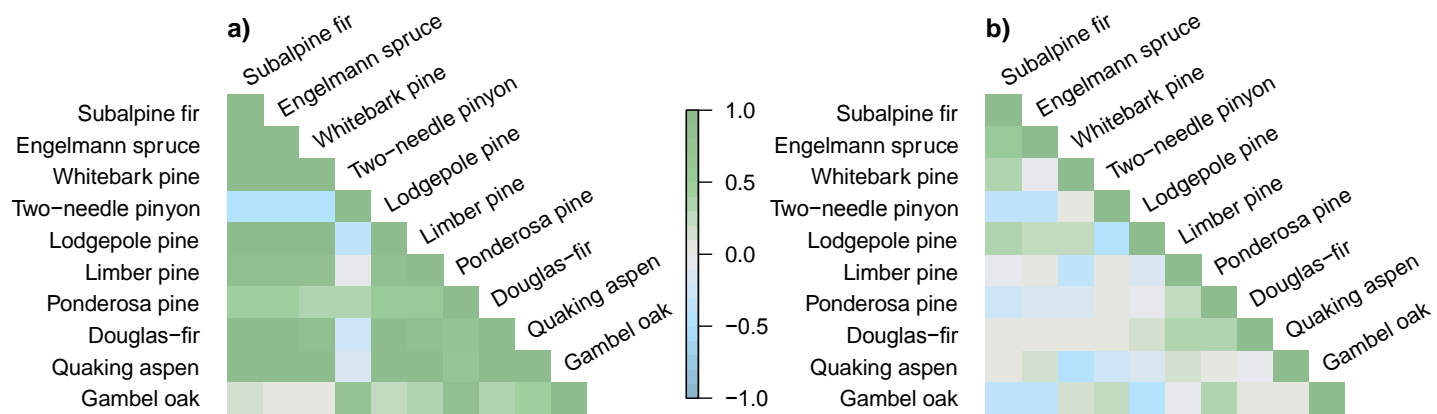 a)
Subalpine fir
Engelmann spruce
Whitebark pine
Two−needle pinyon
Lodgepole pine
Limber pine
Ponderosa pine
Douglas−fir
Quaking aspen
Gambel oak
Subalpine fir
Engelmann spruce
Whitebark pine
Two−needle pinyon
Lodgepole pine
Limber pine
Ponderosa pine
Douglas−fir
Quaking aspen
Gambel oak
1.0
0.5
0.0
−0.5
−1.0
b)
Subalpine fir
Engelmann spruce
Whitebark pine
Two−needle pinyon
Lodgepole pine
Limber pine
Ponderosa pine
Douglas−fir
Quaking aspen
Gambel oak
Subalpine fir
Engelmann spruce
Whitebark pine
Two−needle pinyon
Lodgepole pine
Limber pine
Ponderosa pine
Douglas−fir
Quaking aspen
Gambel oak